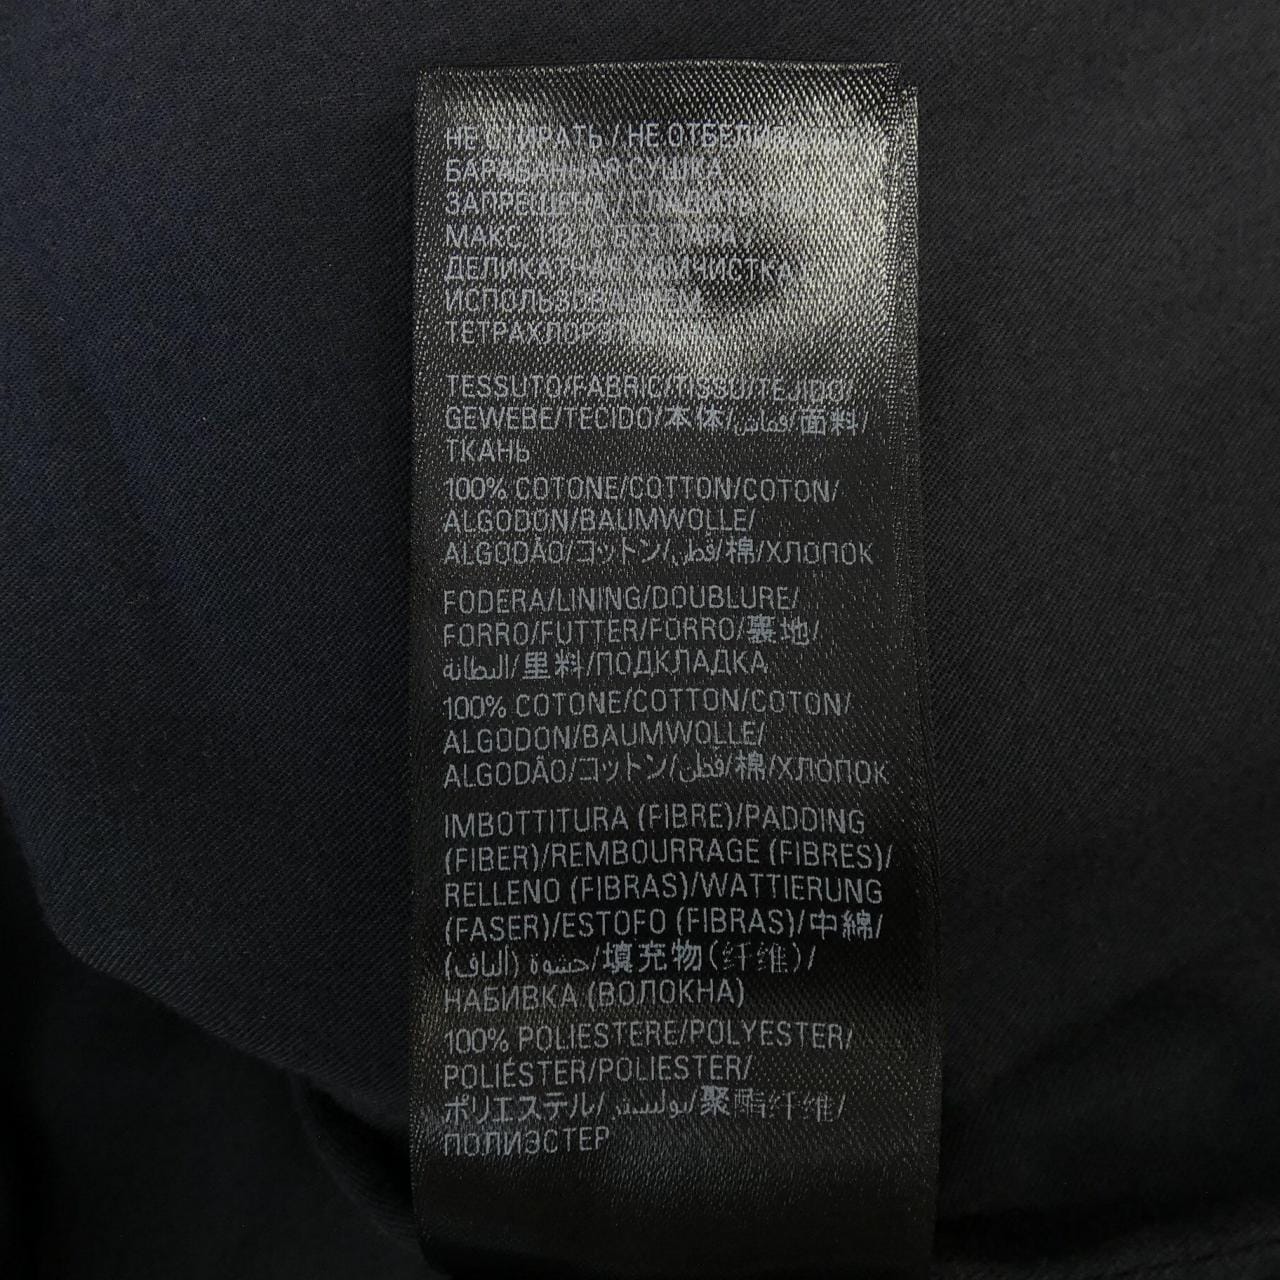 НЕ СТИРАТЬ / НЕ ОТБЕЛИВАТЬ /
БАРАБАННАЯ СУШКА
ЗАПРЕЩЕНА / ГЛАДИТЬ
МАКС. БЕЗ ПАРА /
ДЕЛИКАТНАЯ ХИМЧИСТКА
ИСПОЛЬЗОВАНИЕМ
TESSUTO/FABRIC/TISSU/TEJIDO/
GEWEBE/TECIDO/本体/قماش/面料/
ТКАНЬ
100% COTONE/COTTON/COTON/
ALGODON/BAUMWOLLE/
ALGODÃO/コットン/قطن/棉/ХЛОПОК
FODERA/LINING/DOUBLURE/
FORRO/FUTTER/FORRO/裏地/
البطانة/里料/ПОДКЛАДКА
100% COTONE/COTTON/COTON/
ALGODON/BAUMWOLLE/
ALGODÃO/コットン/قطن/棉/ХЛОПОК
IMBOTTITURA (FIBRE)/PADDING
(FIBER)/REMBOURRAGE (FIBRES)/
RELLENO (FIBRAS)/WATTIERUNG
(FASER)/ESTOFO (FIBRAS)/中綿/
حشوة (ألياف)/填充物(纤维)/
НАБИВКА (ВОЛОКНА)
100% POLIESTERE/POLYESTER/
POLIÉSTER/POLIESTER/
ポリエステル/بوليستر/聚酯纤维/
ПОЛИЭСТЕР